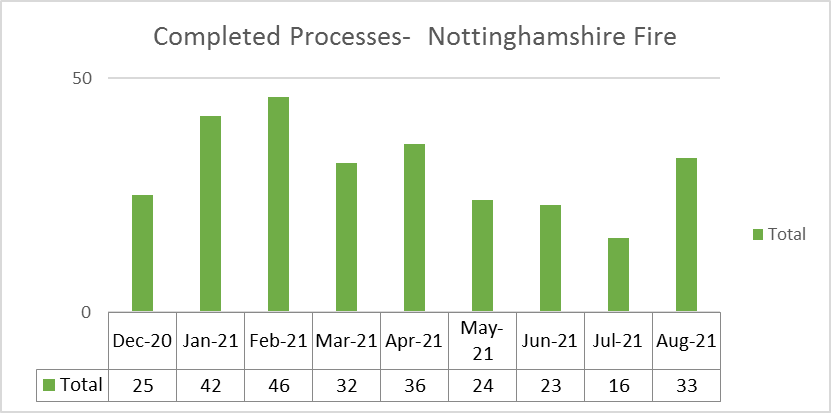 Completed Processes-  Nottinghamshire Fire
50
0
Total
Dec-20 Jan-21 Feb-21 Mar-21 Apr-21 May-21 Jun-21 Jul-21 Aug-21
Total 25 42 46 32 36 24 23 16 33